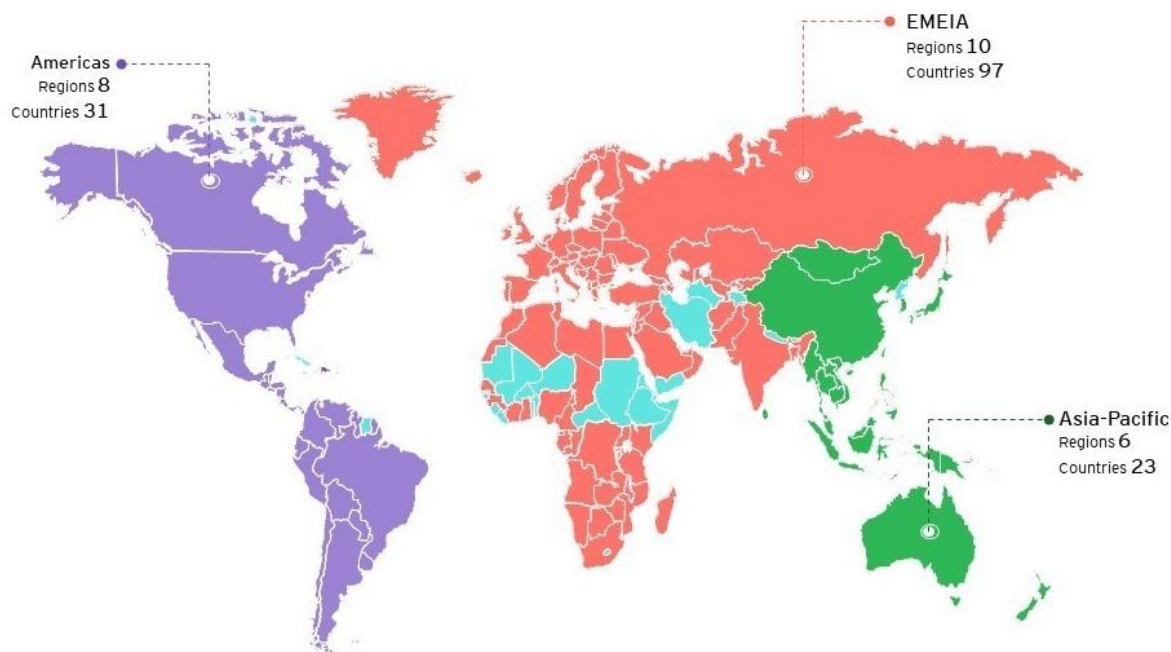 Americas
Regions 8
Countries 31
EMEIA
Regions 10
Countries 97
Asia-Pacific
Regions 6
Countries 23